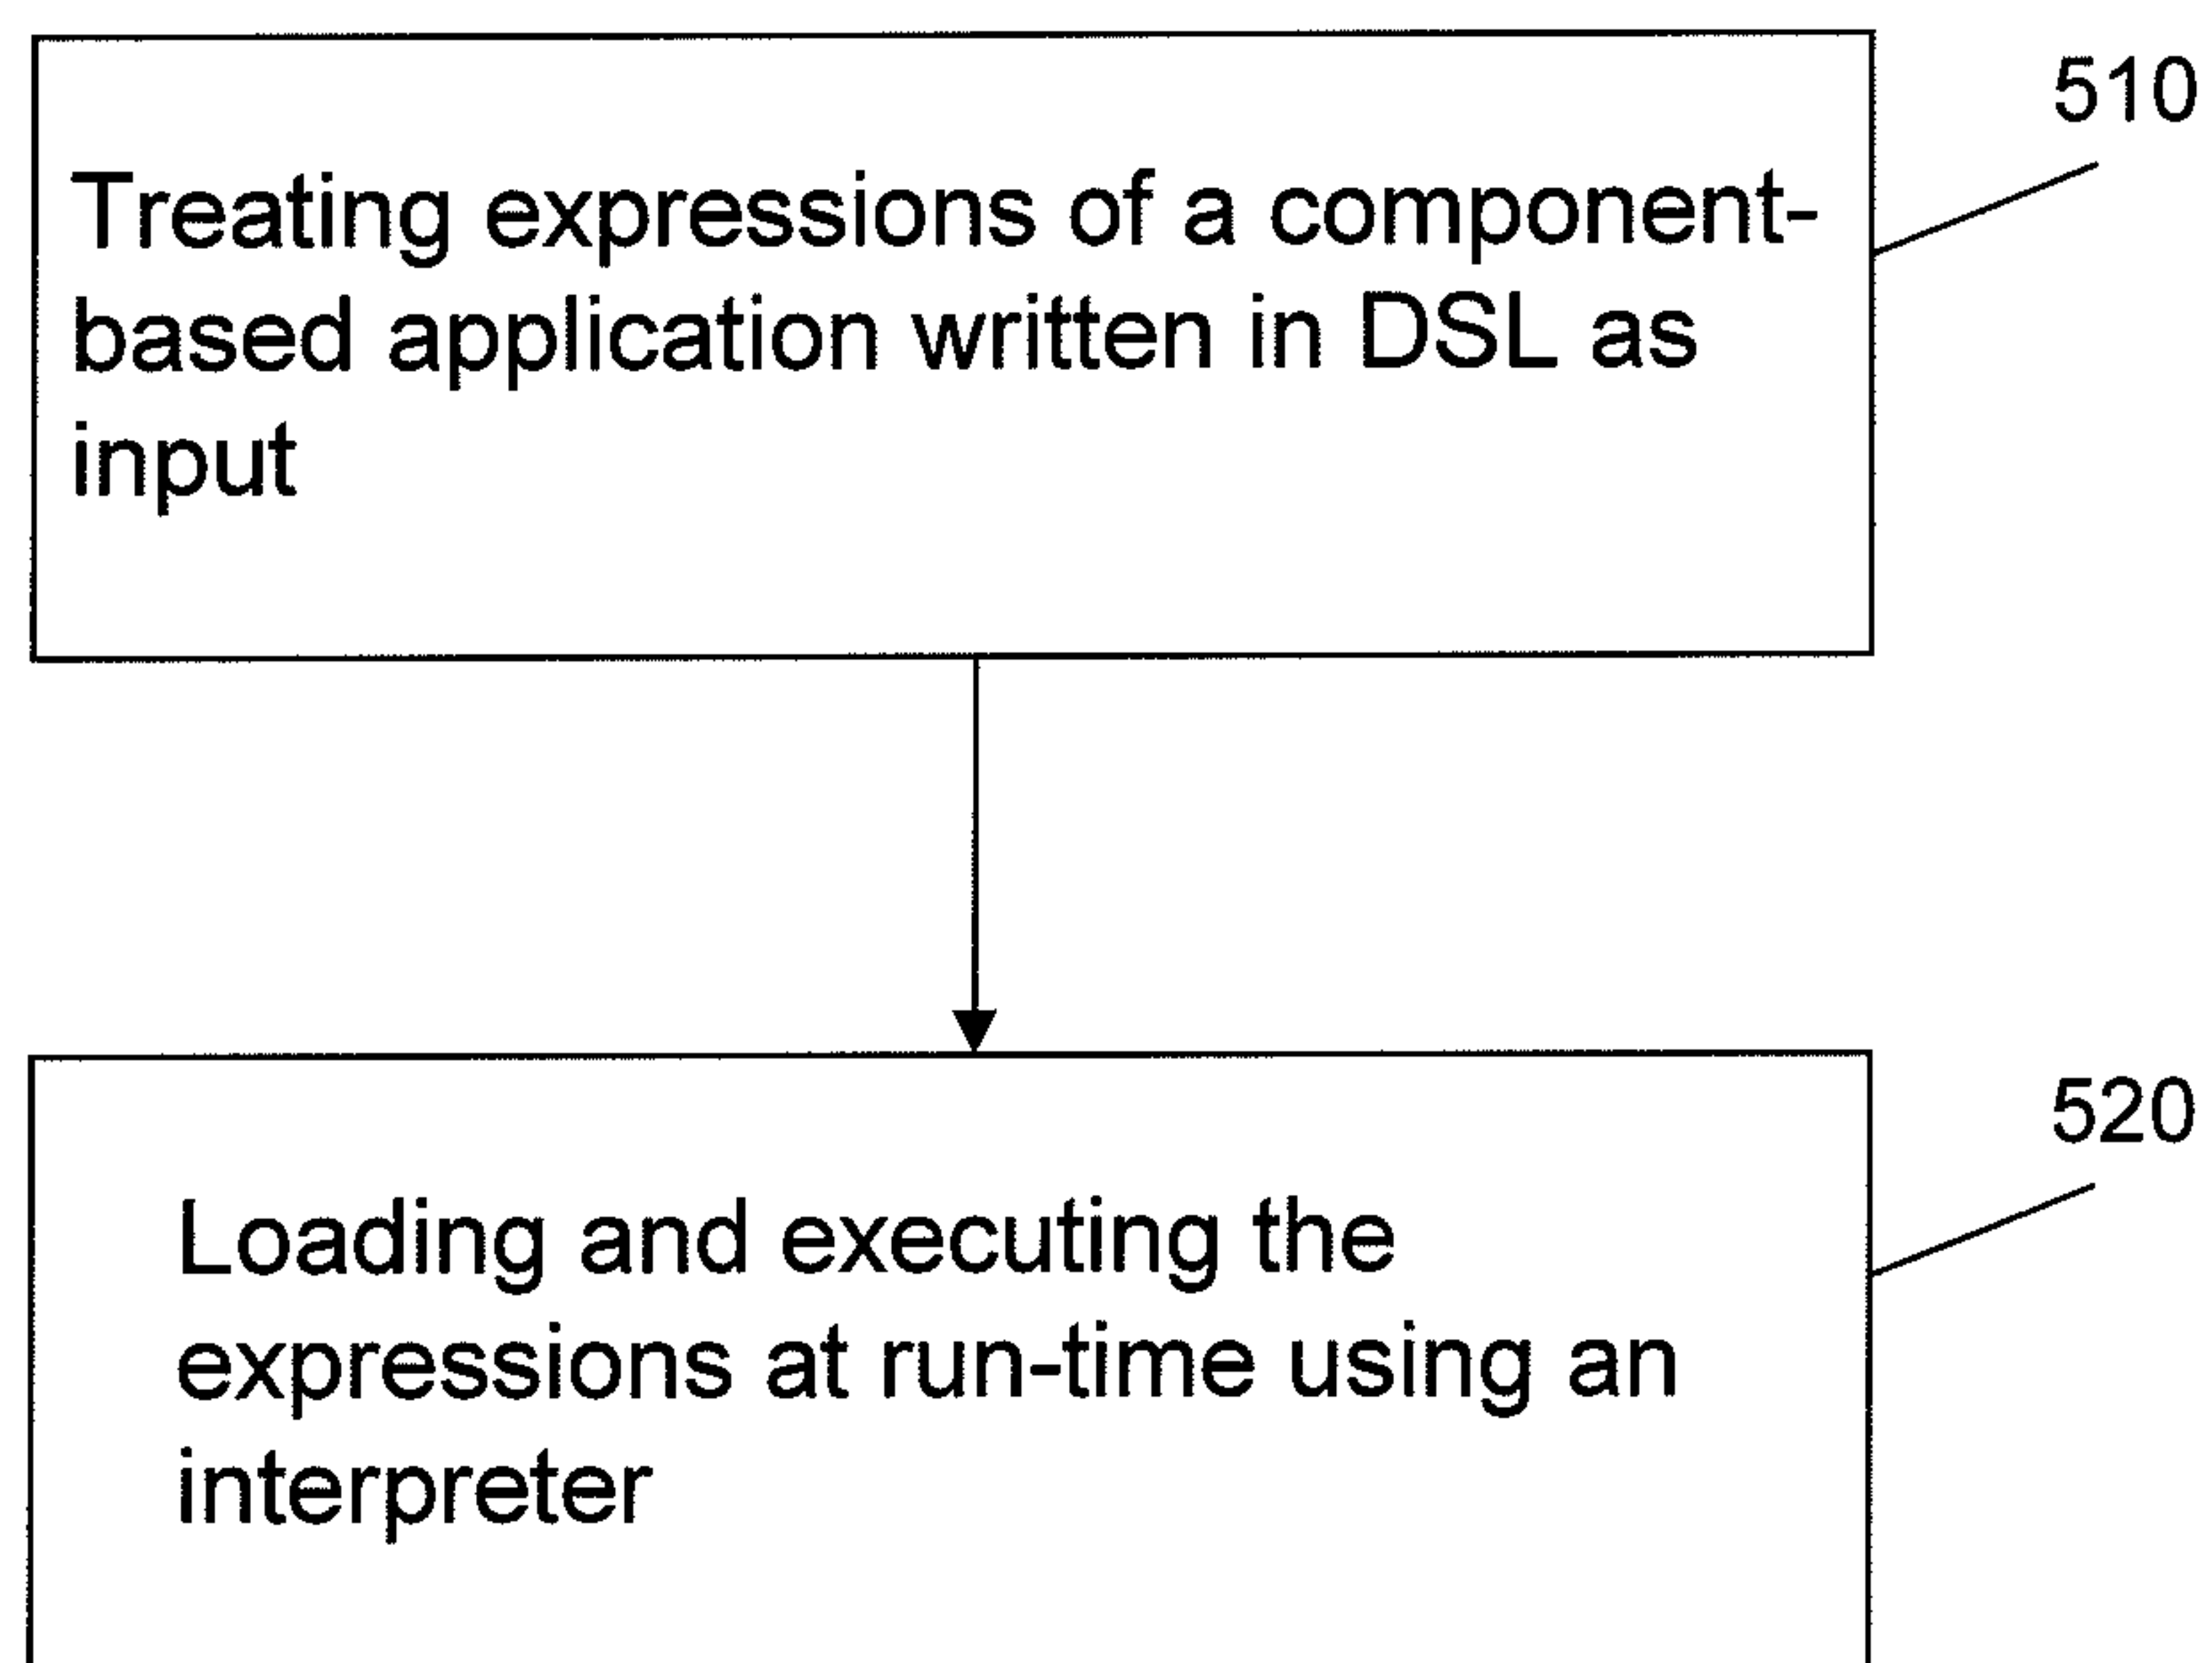 510
Treating expressions of a component-
based application written in DSL as
input
520
Loading and executing the
expressions at run-time using an
interpreter